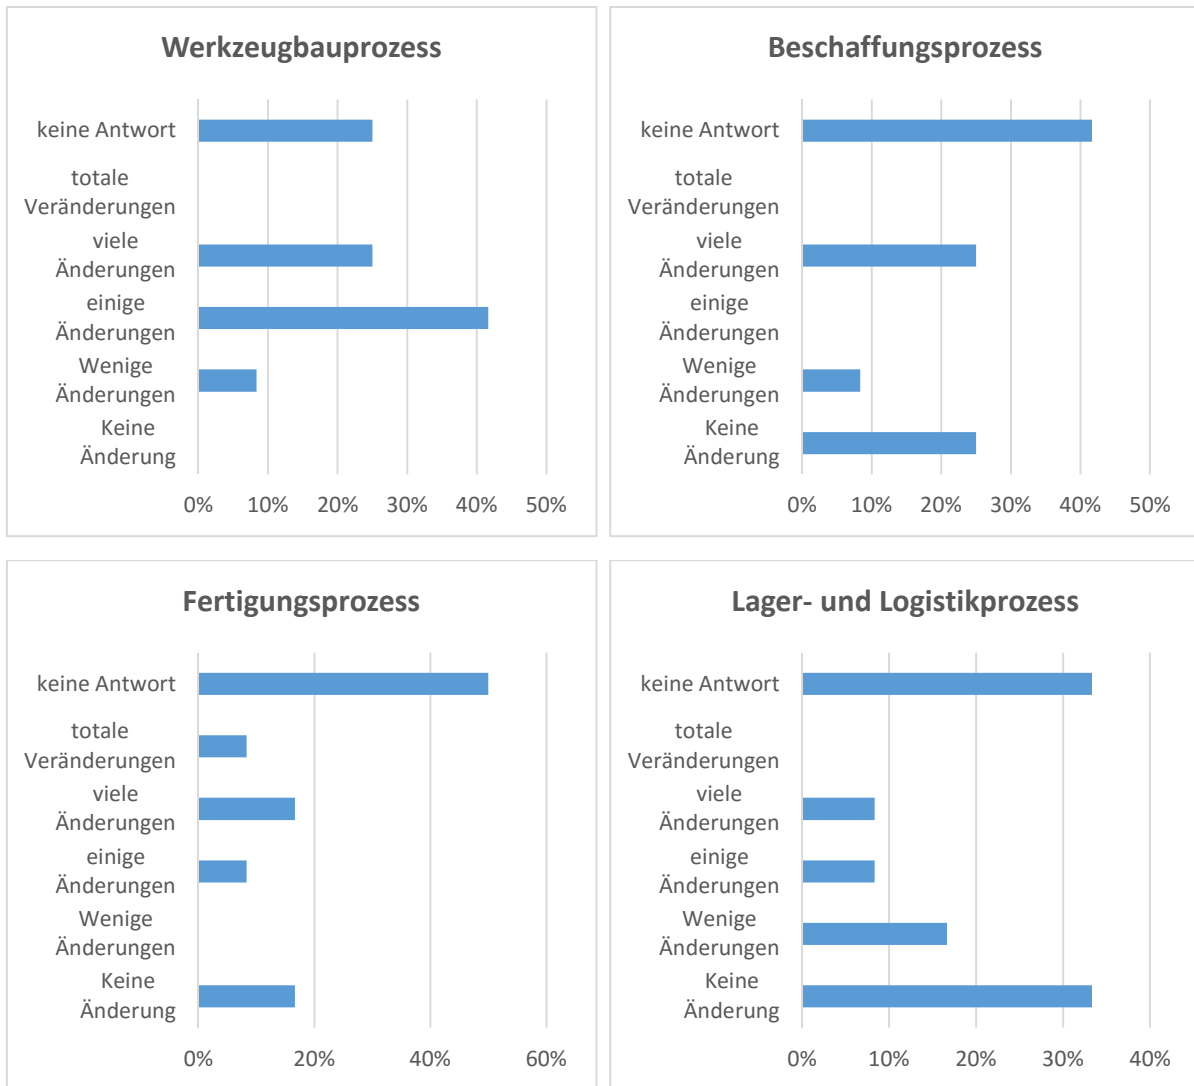 Werkzeugbauprozess
keine Antwort
totale
Veränderungen
viele
Änderungen
einige
Änderungen
Wenige
Änderungen
Keine
Änderung
0% 10% 20% 30% 40% 50%
Beschaffungsprozess
keine Antwort
totale
Veränderungen
viele
Änderungen
einige
Änderungen
Wenige
Änderungen
Keine
Änderung
0% 10% 20% 30% 40% 50%
Fertigungsprozess
keine Antwort
totale
Veränderungen
viele
Änderungen
einige
Änderungen
Wenige
Änderungen
Keine
Änderung
0% 20% 40% 60%
Lager- und Logistikprozess
keine Antwort
totale
Veränderungen
viele
Änderungen
einige
Änderungen
Wenige
Änderungen
Keine
Änderung
0% 10% 20% 30% 40%